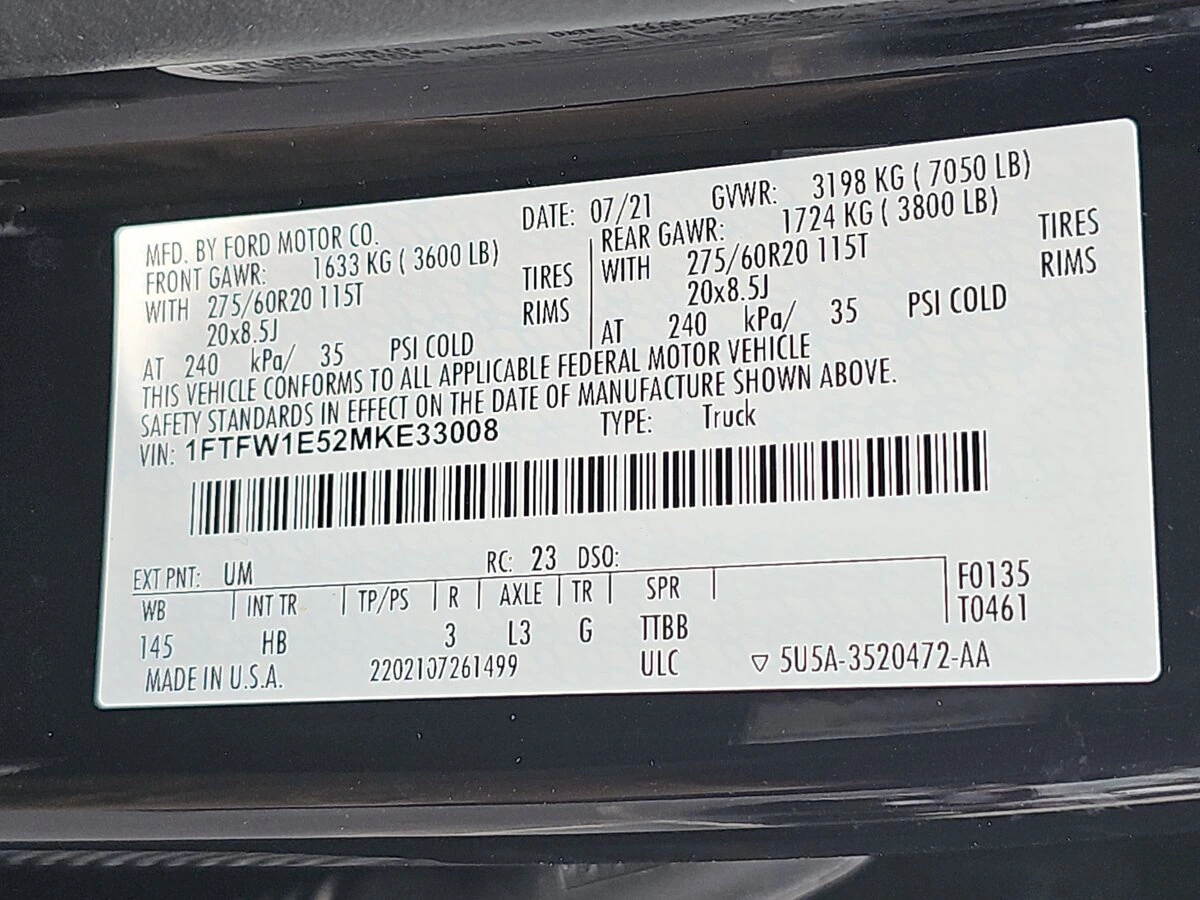 MFD. BY FORD MOTOR CO. DATE: 07/21 GVWR: 3198 KG ( 7050 LB)
FRONT GAWR: 1633 KG ( 3600 LB) REAR GAWR: 1724 KG ( 3800 LB)
WITH 275/60R20 115T TIRES WITH 275/60R20 115T TIRES
20x8.5J RIMS 20x8.5J RIMS
AT 240 kPa/ 35 PSI COLD AT 240 kPa/ 35 PSI COLD
THIS VEHICLE CONFORMS TO ALL APPLICABLE FEDERAL MOTOR VEHICLE
SAFETY STANDARDS IN EFFECT ON THE DATE OF MANUFACTURE SHOWN ABOVE.
VIN: 1FTFW1E52MKE33008 TYPE: Truck
EXT PNT: UM RC: 23 DSO:
WB INT TR TP/PS R AXLE TR SPR F0135
145 HB 3 L3 G TTBB T0461
MADE IN U.S.A. 2202107261499 ULC ▽ 5U5A-3520472-AA